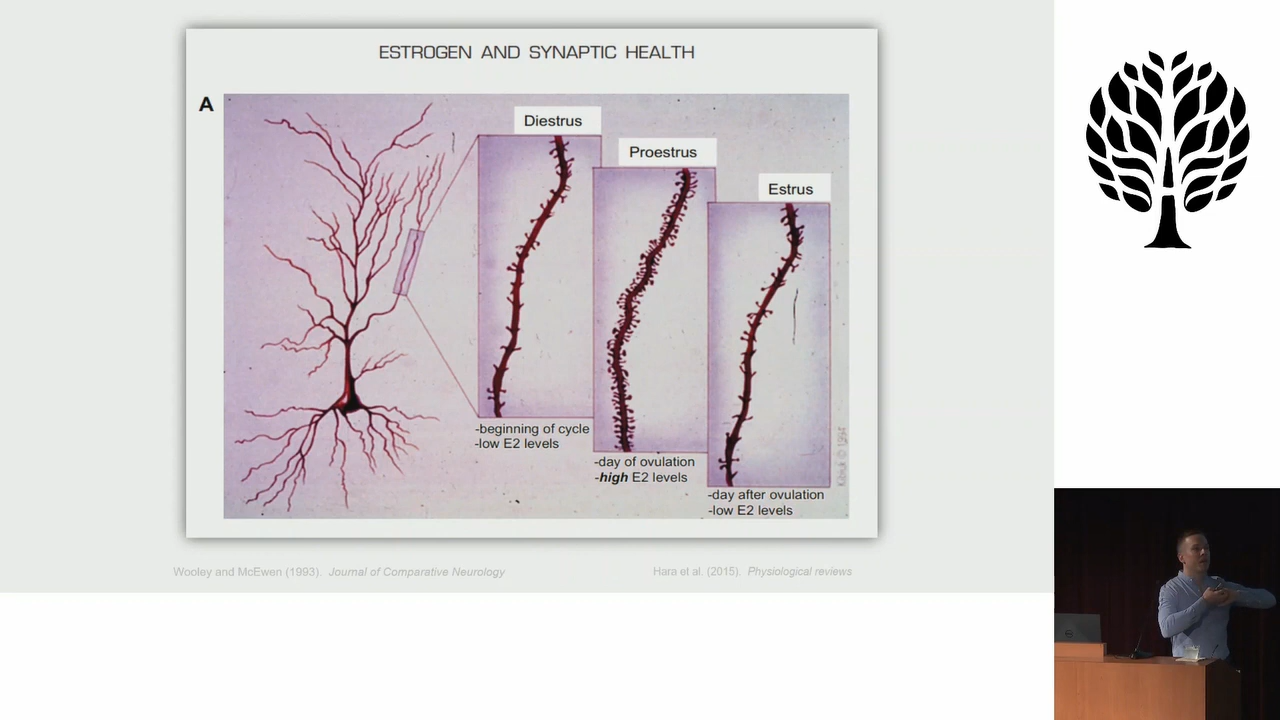 ESTROGEN AND SYNAPTIC HEALTH
A
Diestrus
Proestrus
Estrus
-beginning of cycle
-low E2 levels
-day of ovulation
-high E2 levels
-day after ovulation
-low E2 levels
Wooley and McEwen (1993). Journal of Comparative Neurology
Hara et al. (2015). Physiological reviews